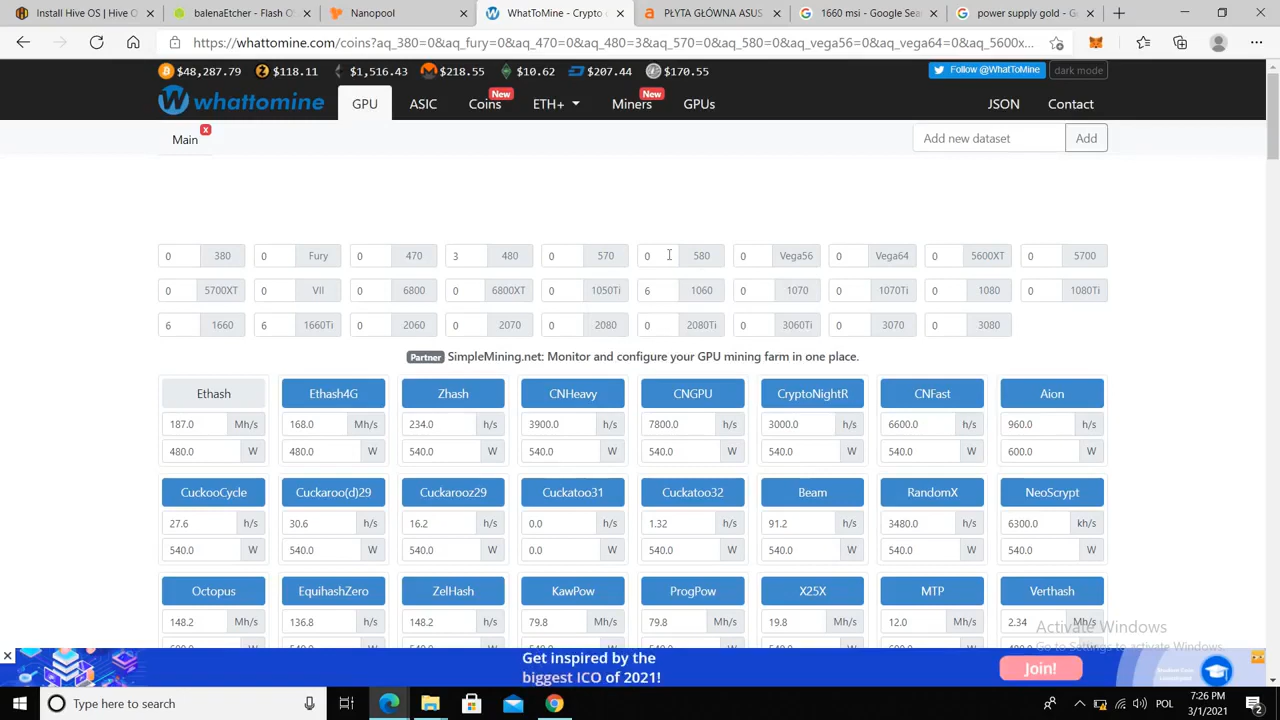 Install Hive OS | Hive O
balenaEtcher - Flash O
Nanopool
WhatToMine - Crypto c
PŁYTA GŁÓWNA ASUS
1660 msi - Google Sea
power supply gold - G
https://whattomine.com/coins?aq_380=0&aq_fury=0&aq_470=0&aq_480=3&aq_570=0&aq_580=0&aq_vega56=0&aq_vega64=0&aq_5600x...
$48,287.79 $118.11 $1,516.43 $218.55 $10.62 $207.44 $170.55
Follow @WhatToMine dark mode
whattomine GPU ASIC Coins New ETH+ Miners New GPUs JSON Contact
Main x Add new dataset Add
0 380 0 Fury 0 470 3 480 0 570 0 580 0 Vega56 0 Vega64 0 5600XT 0 5700
0 5700XT 0 VII 0 6800 0 6800XT 0 1050Ti 6 1060 0 1070 0 1070Ti 0 1080 0 1080Ti
6 1660 6 1660Ti 0 2060 0 2070 0 2080 0 2080Ti 0 3060Ti 0 3070 0 3080
Partner SimpleMining.net: Monitor and configure your GPU mining farm in one place.
Ethash Ethash4G Zhash CNHeavy CNGPU CryptoNightR CNFast Aion
187.0 Mh/s 168.0 Mh/s 234.0 h/s 3900.0 h/s 7800.0 h/s 3000.0 h/s 6600.0 h/s 960.0 h/s
480.0 W 480.0 W 540.0 W 540.0 W 540.0 W 540.0 W 540.0 W 600.0 W
CuckooCycle Cuckaroo(d)29 Cuckarooz29 Cuckatoo31 Cuckatoo32 Beam RandomX NeoScrypt
27.6 h/s 30.6 h/s 16.2 h/s 0.0 h/s 1.32 h/s 91.2 h/s 3480.0 h/s 6300.0 kh/s
540.0 W 540.0 W 540.0 W 0.0 W 540.0 W 540.0 W 540.0 W 540.0 W
Octopus EquihashZero ZelHash KawPow ProgPow X25X MTP Verthash
148.2 Mh/s 136.8 h/s 148.2 h/s 79.8 Mh/s 79.8 Mh/s 19.8 Mh/s 12.0 Mh/s 2.34 Mh/s
Activate Windows
Go to Settings to activate Windows.
Get inspired by the
biggest ICO of 2021!
Join!
Type here to search
POL
7:26 PM
3/1/2021
2